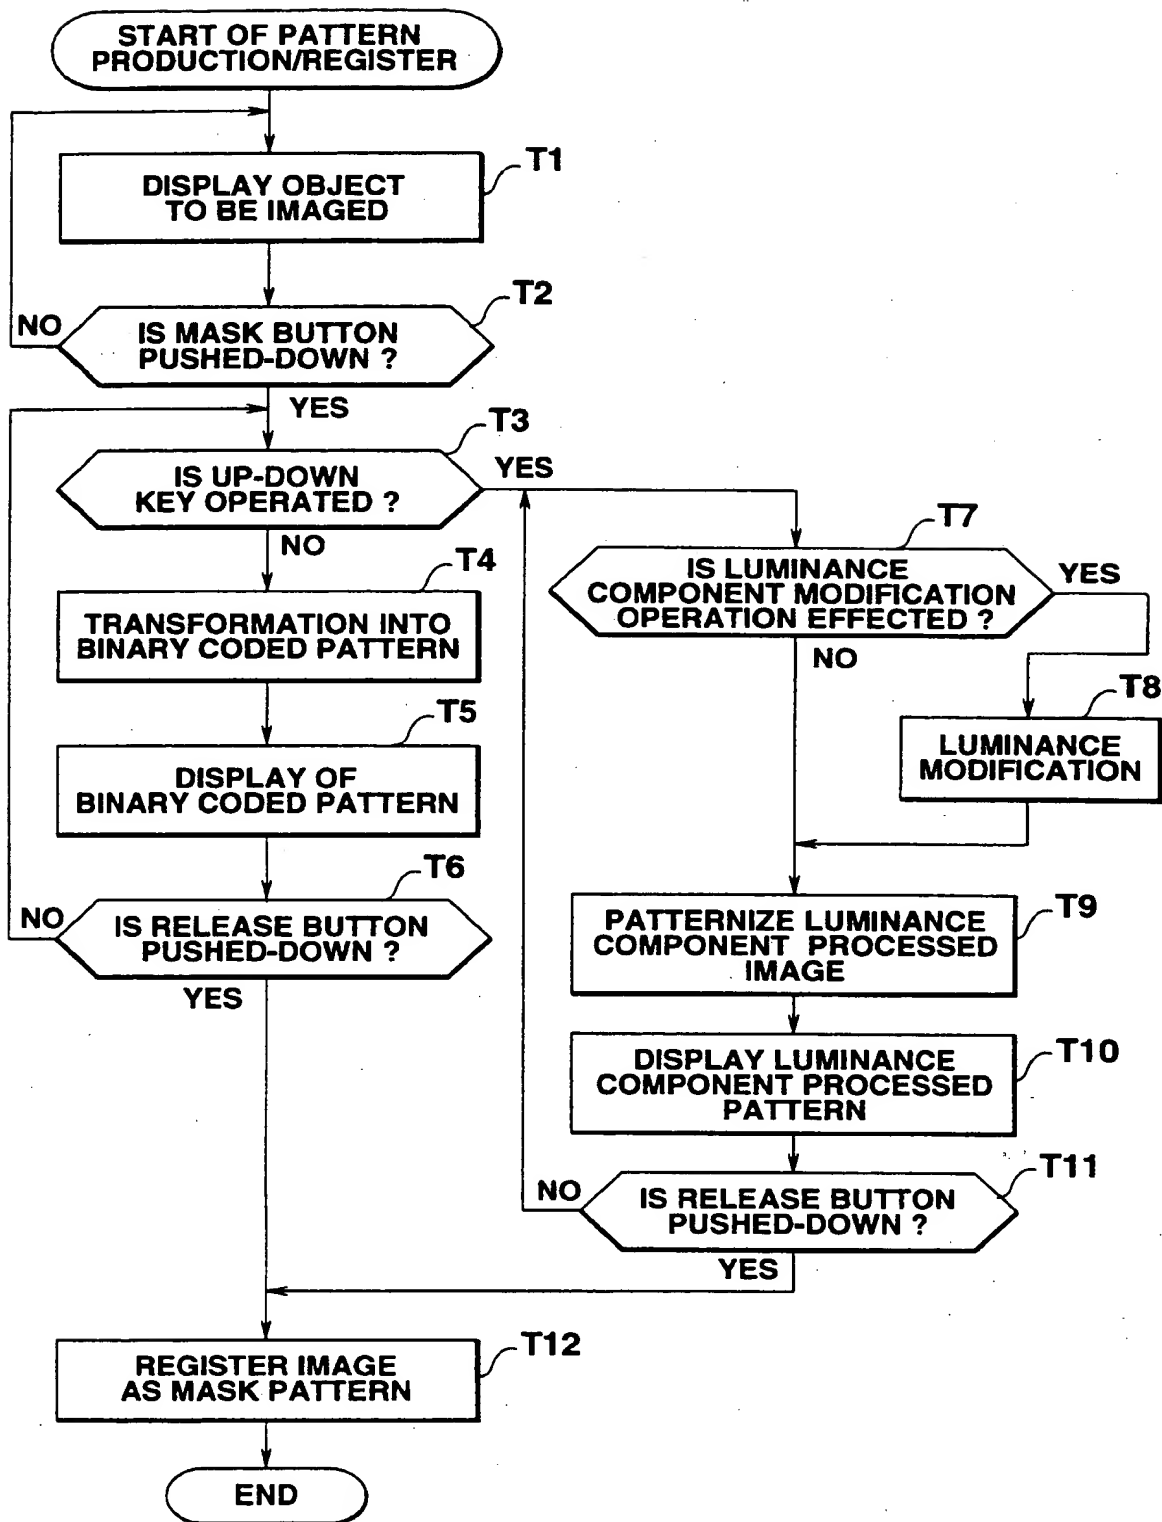 START OF PATTERN
PRODUCTION/REGISTER
T1
DISPLAY OBJECT
TO BE IMAGED
T2
NO
IS MASK BUTTON
PUSHED-DOWN ?
YES
T3
IS UP-DOWN
KEY OPERATED ?
YES
NO
T4
TRANSFORMATION INTO
BINARY CODED PATTERN
T5
DISPLAY OF
BINARY CODED PATTERN
T6
NO
IS RELEASE BUTTON
PUSHED-DOWN ?
YES
T7
IS LUMINANCE
COMPONENT MODIFICATION
OPERATION EFFECTED ?
YES
NO
T8
LUMINANCE
MODIFICATION
T9
PATTERNIZE LUMINANCE
COMPONENT PROCESSED
IMAGE
T10
DISPLAY LUMINANCE
COMPONENT PROCESSED
PATTERN
T11
NO
IS RELEASE BUTTON
PUSHED-DOWN ?
YES
T12
REGISTER IMAGE
AS MASK PATTERN
END